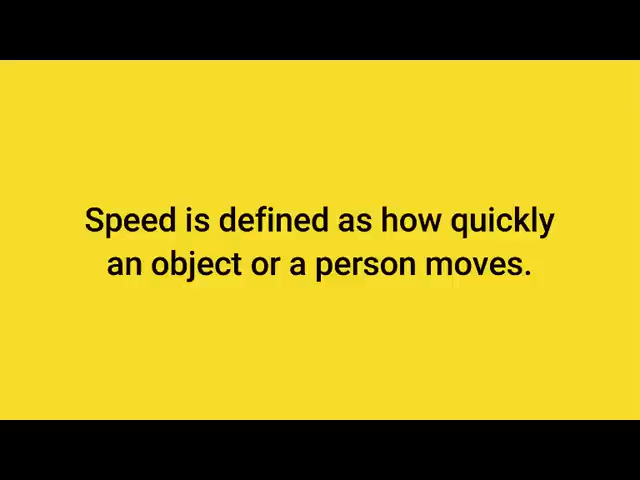 Speed is defined as how quickly
an object or a person moves.